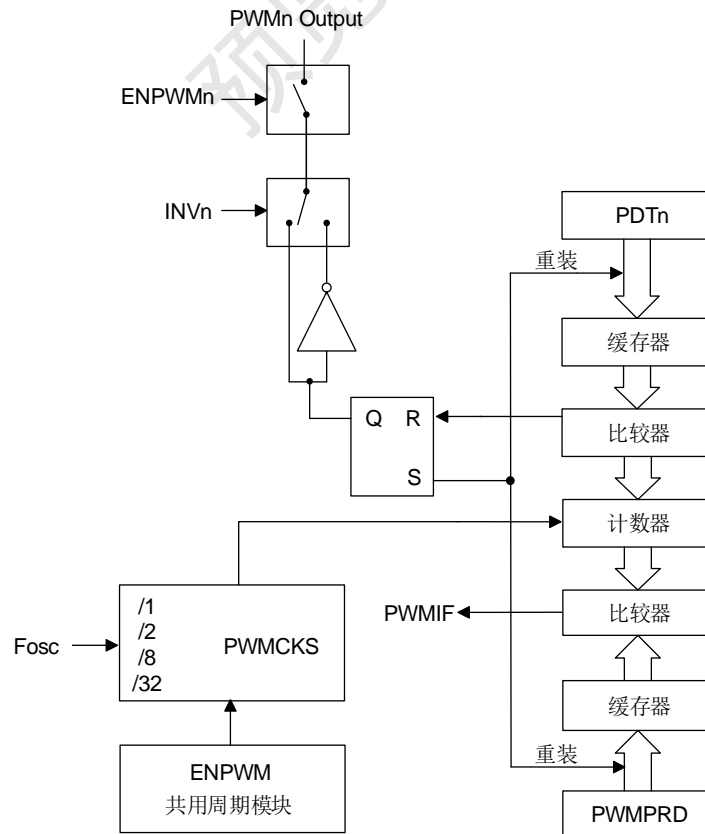 PWMn Output
预览
ENPWMn
INVn
PDTn
重装
缓存器
Q R
比较器
S
计数器
/1
/2
/8
/32
PWMCKS
Fosc
PWMIF
比较器
缓存器
重装
ENPWM
共用周期模块
PWMPRD